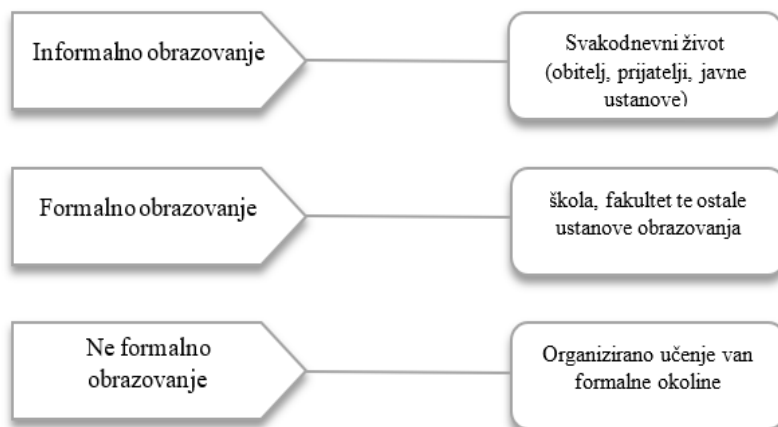 Informalno obrazovanje
Svakodnevni život
(obitelj, prijatelji, javne
ustanove)
Formalno obrazovanje
škola, fakultet te ostale
ustanove obrazovanja
Ne formalno
obrazovanje
Organizirano učenje van
formalne okoline